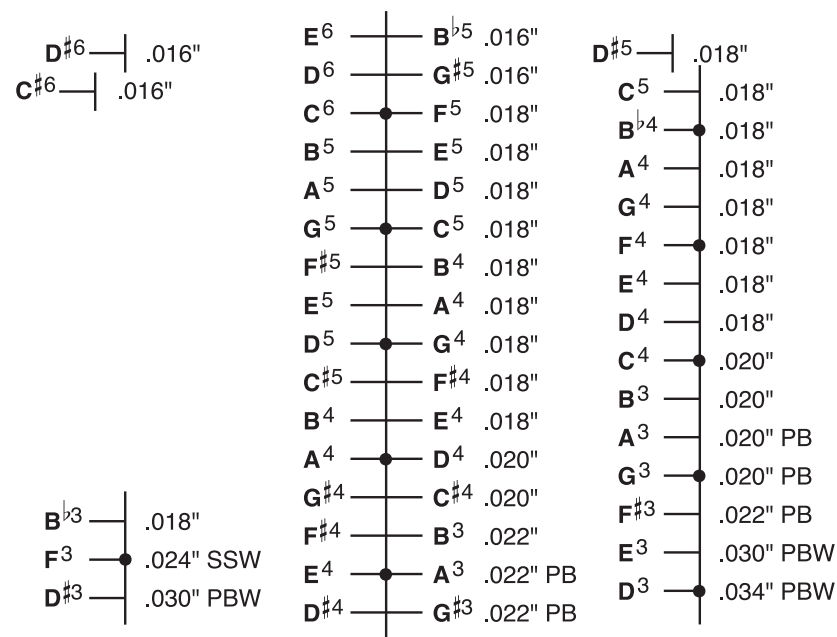 D♯6 .016"
C♯6 .016"
B♭3 .018"
F3 .024" SSW
D♯3 .030" PBW
E6 B♭5 .016"
D6 G♯5 .016"
C6 F5 .018"
B5 E5 .018"
A5 D5 .018"
G5 C5 .018"
F♯5 B4 .018"
E5 A4 .018"
D5 G4 .018"
C♯5 F♯4 .018"
B4 E4 .018"
A4 D4 .020"
G♯4 C♯4 .020"
F♯4 B3 .022"
E4 A3 .022" PB
D♯4 G♯3 .022" PB
D♯5 .018"
C5 .018"
B♭4 .018"
A4 .018"
G4 .018"
F4 .018"
E4 .018"
D4 .018"
C4 .020"
B3 .020"
A3 .020" PB
G3 .020" PB
F♯3 .022" PB
E3 .030" PBW
D3 .034" PBW